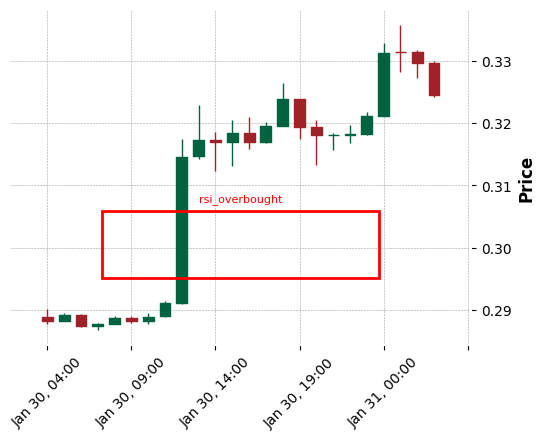 0.33
0.32
0.31
0.30
0.29
Price
rsi_overbought
Jan 30, 04:00
Jan 30, 09:00
Jan 30, 14:00
Jan 30, 19:00
Jan 31, 00:00